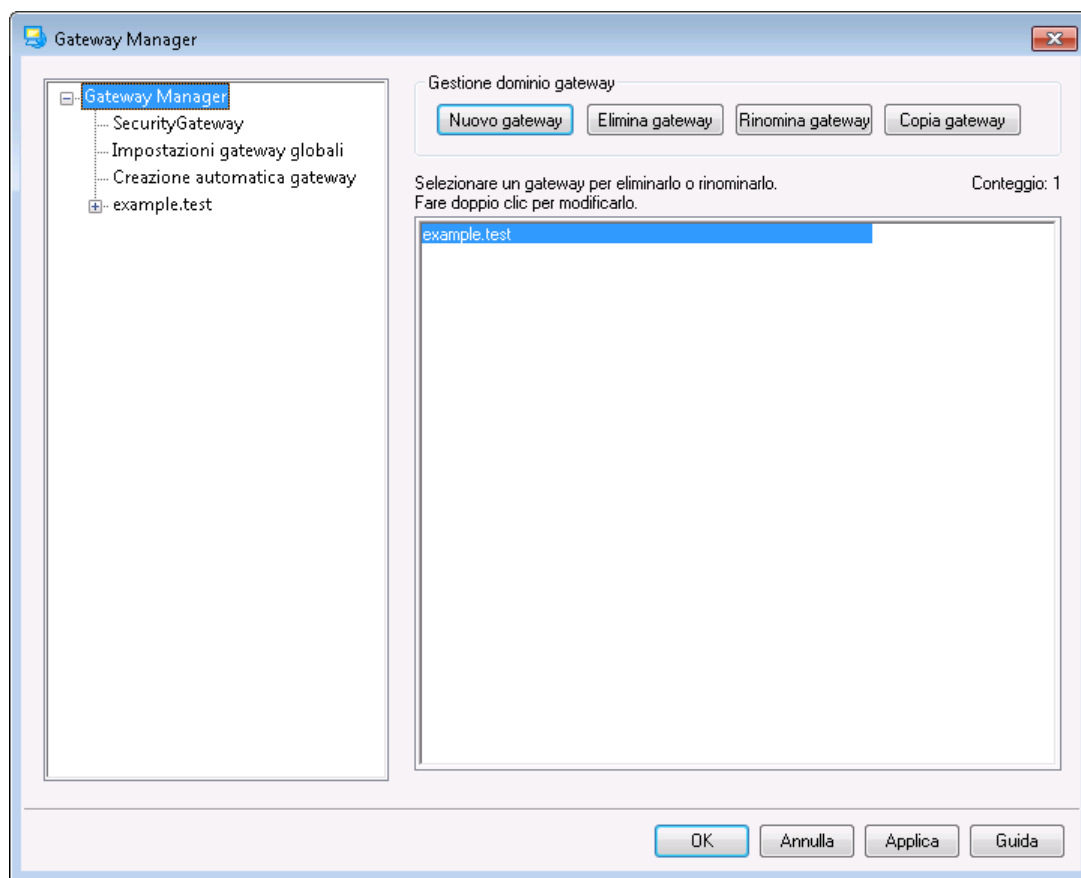 Gateway Manager
Gateway Manager
SecurityGateway
Impostazioni gateway globali
Creazione automatica gateway
example.test
Gestione dominio gateway
Nuovo gateway
Elimina gateway
Rinomina gateway
Copia gateway
Selezionare un gateway per eliminarlo o rinominarlo.
Conteggio: 1
Fare doppio clic per modificarlo.
example.test
OK
Annulla
Applica
Guida